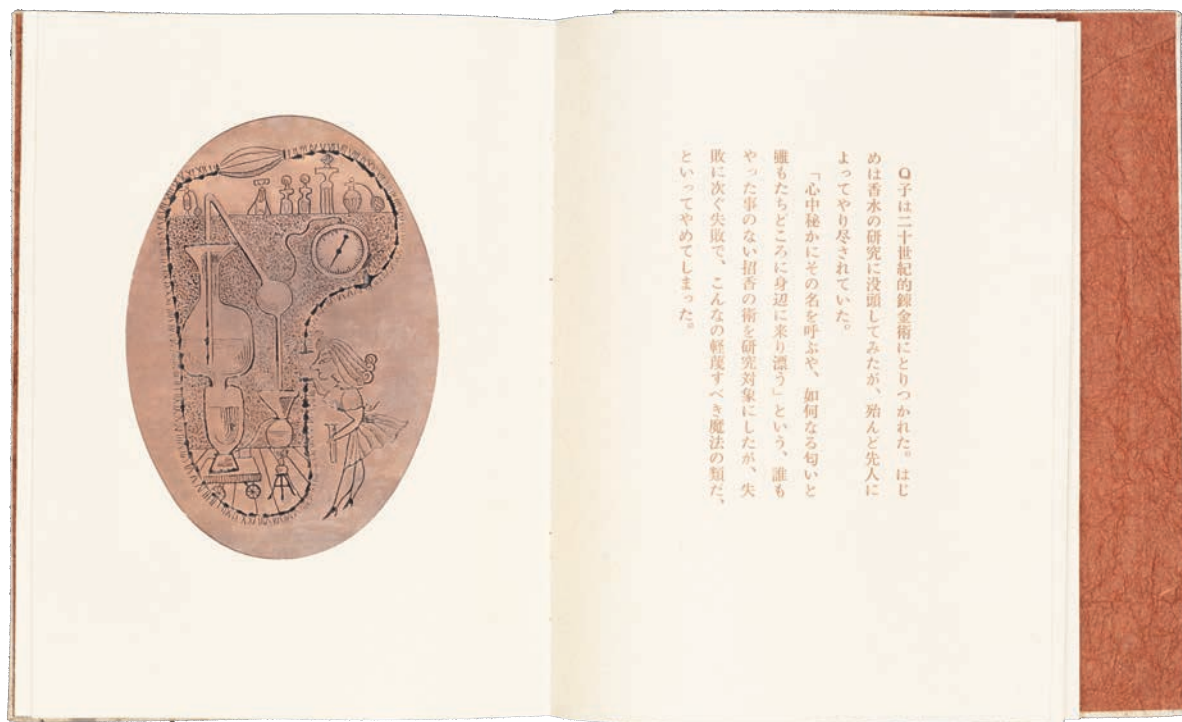 Q子は二十世紀的錬金術にとりつかれた。はじ
めは香水の研究に没頭してみたが、殆んど先人に
よってやり尽されていた。
「心中秘かにその名を呼ぶや、如何なる匂いと
雖もたちどころに身辺に来り漂う」という、誰も
やった事のない招香の術を研究対象にしたが、失
敗に次ぐ失敗で、こんなの軽蔑すべき魔法の類だ、
といってやめてしまった。